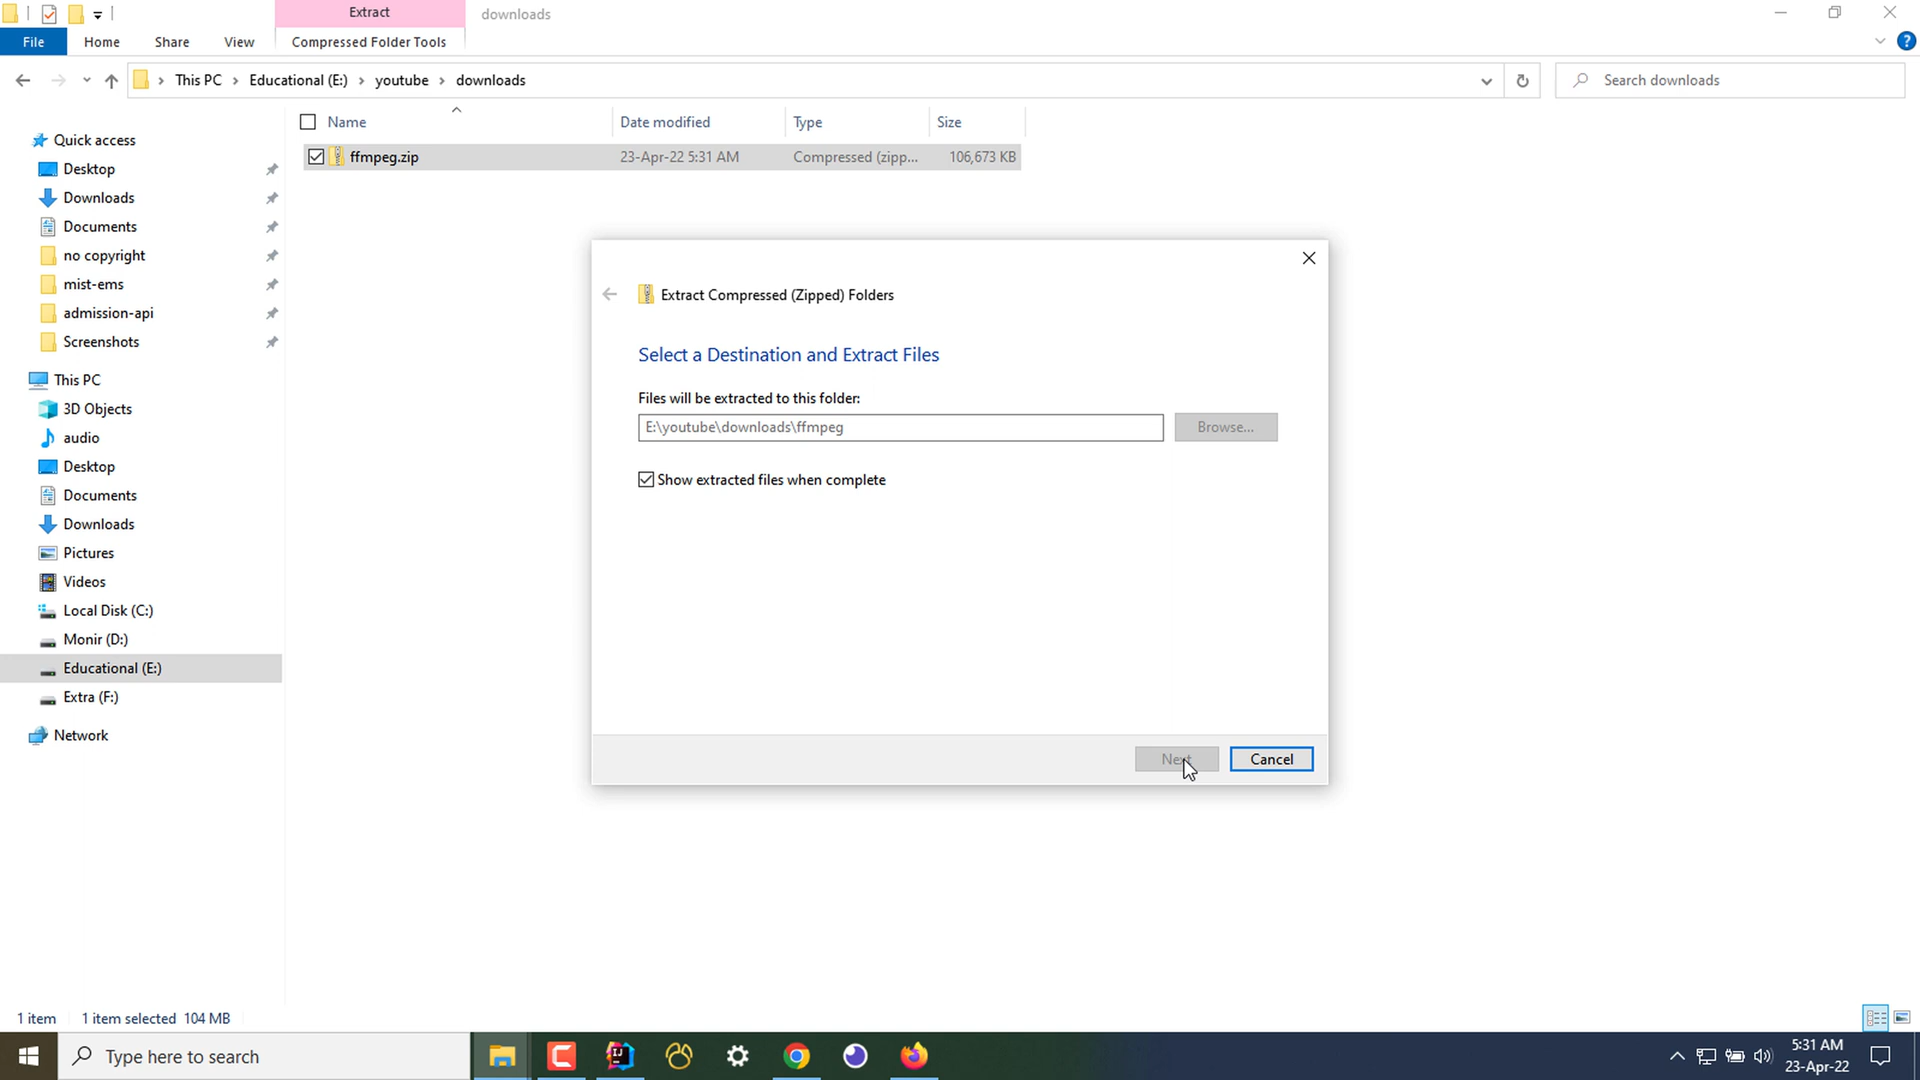 Extract
downloads
File
Home
Share
View
Compressed Folder Tools
This PC
Educational (E:)
youtube
downloads
Search downloads
Name
Date modified
Type
Size
ffmpeg.zip
23-Apr-22 5:31 AM
Compressed (zipp...
106,673 KB
Quick access
Desktop
Downloads
Documents
no copyright
mist-ems
admission-api
Screenshots
This PC
3D Objects
audio
Desktop
Documents
Downloads
Pictures
Videos
Local Disk (C:)
Monir (D:)
Educational (E:)
Extra (F:)
Network
Extract Compressed (Zipped) Folders
Select a Destination and Extract Files
Files will be extracted to this folder:
E:\youtube\downloads\ffmpeg
Browse...
Show extracted files when complete
Next
Cancel
1 item
1 item selected 104 MB
Type here to search
5:31 AM
23-Apr-22